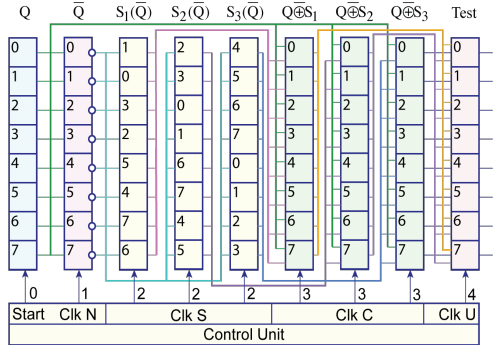 Q Q̅ S₁(Q̅) S₂(Q̅) S₃(Q̅) Q⊕̅S₁ Q⊕̅S₂ Q⊕̅S₃ Test
0 0 1 2 4 0 0 0 0
1 1 0 3 5 1 1 1 1
2 2 3 0 6 2 2 2 2
3 3 2 1 7 3 3 3 3
4 4 5 6 0 4 4 4 4
5 5 4 7 1 5 5 5 5
6 6 7 4 2 6 6 6 6
7 7 6 5 3 7 7 7 7
0 1 2 2 2 3 3 3 4
Start Clk N Clk S Clk C Clk U
Control Unit